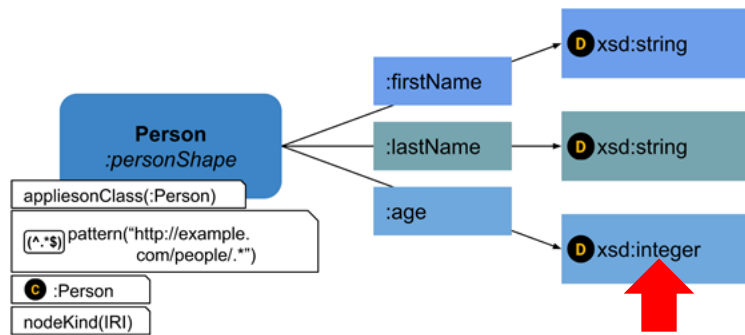 Person
:personShape
appliesonClass(:Person)
(^.*$) pattern(“http://example.
com/people/.*”)
C :Person
nodeKind(IRI)
:firstName
:lastName
:age
D xsd:string
D xsd:string
D xsd:integer